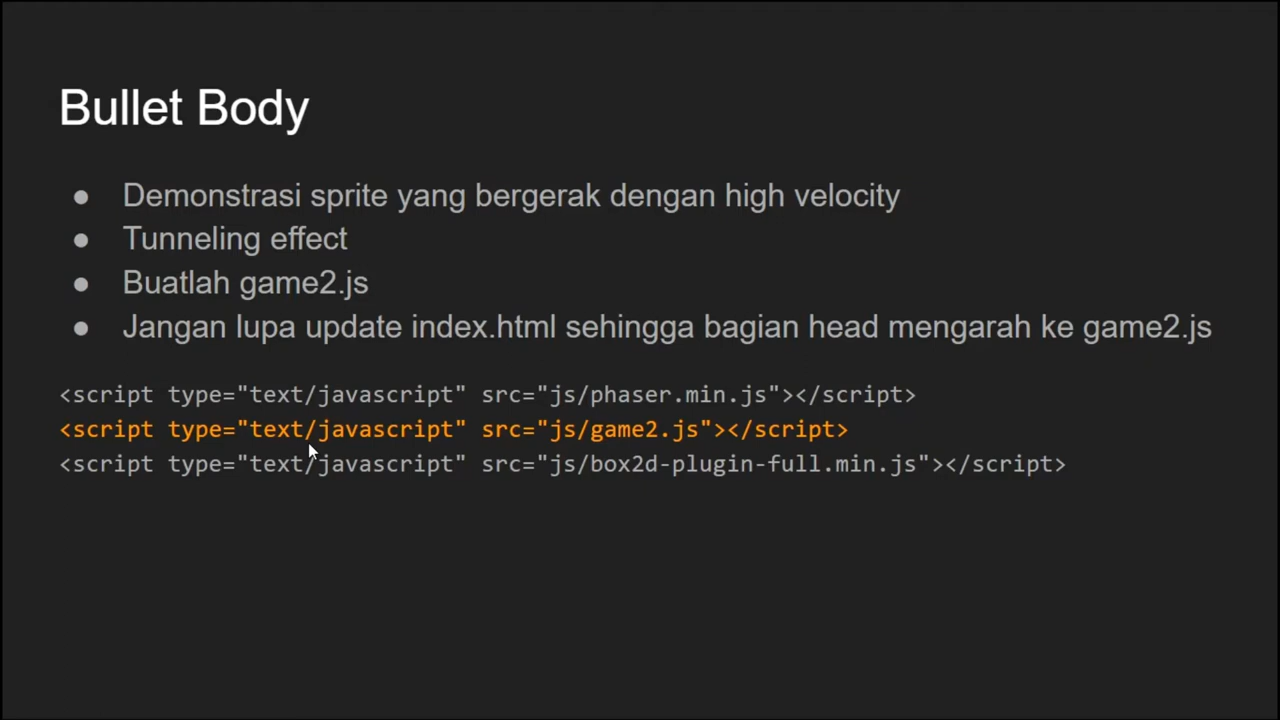 Bullet Body
● Demonstrasi sprite yang bergerak dengan high velocity
● Tunneling effect
● Buatlah game2.js
● Jangan lupa update index.html sehingga bagian head mengarah ke game2.js
<script type="text/javascript" src="js/phaser.min.js"></script>
<script type="text/javascript" src="js/game2.js"></script>
<script type="text/javascript" src="js/box2d-plugin-full.min.js"></script>